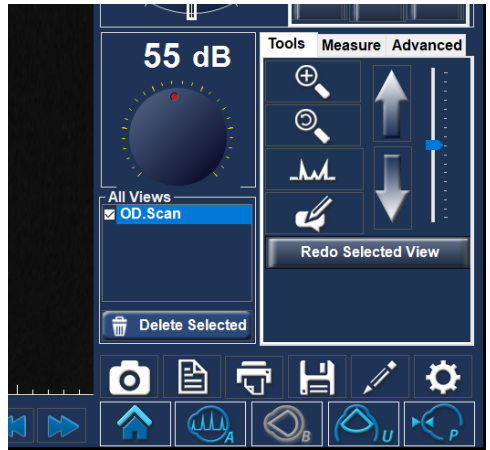 55 dB
Tools Measure Advanced
All Views
OD.Scan
Redo Selected View
Delete Selected
A
B
U
P